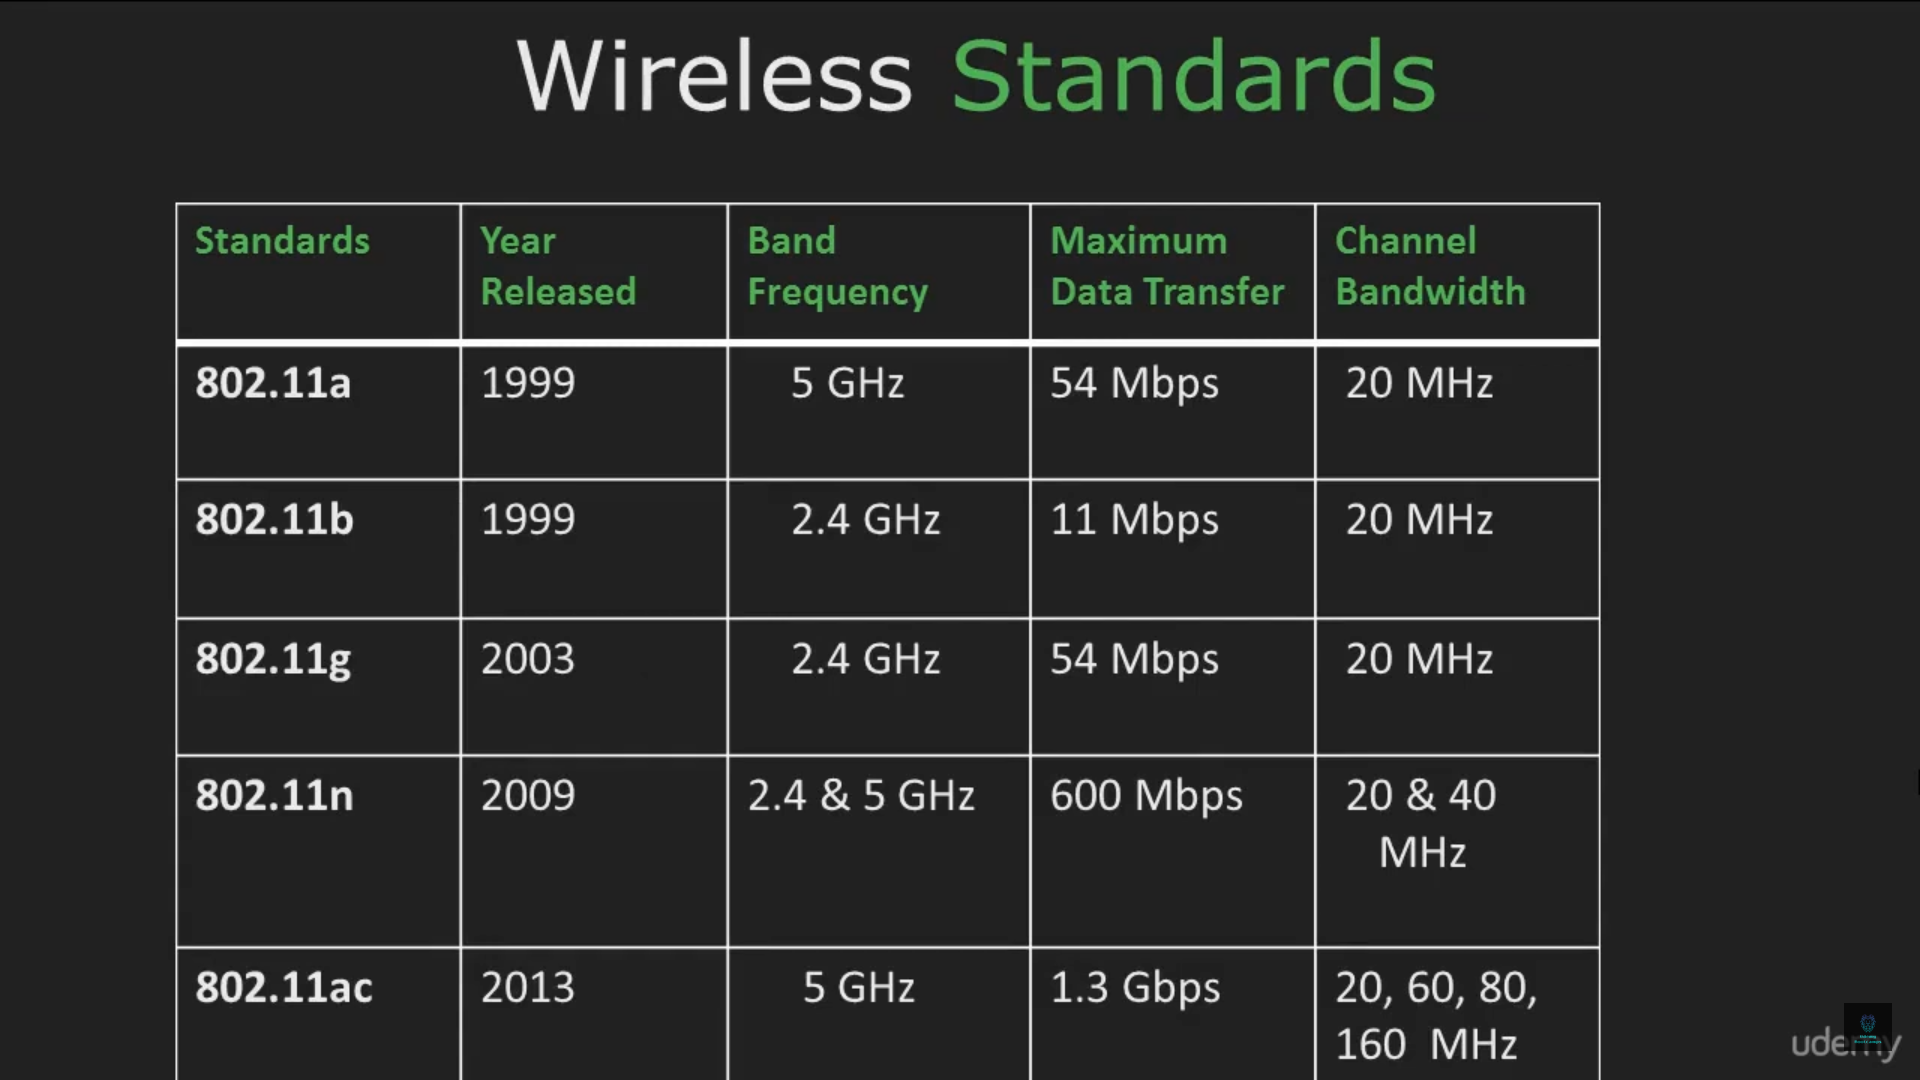 Wireless Standards
Standards
Year
Released
Band
Frequency
Maximum
Data Transfer
Channel
Bandwidth
802.11a
1999
5 GHz
54 Mbps
20 MHz
802.11b
1999
2.4 GHz
11 Mbps
20 MHz
802.11g
2003
2.4 GHz
54 Mbps
20 MHz
802.11n
2009
2.4 & 5 GHz
600 Mbps
20 & 40
MHz
802.11ac
2013
5 GHz
1.3 Gbps
20, 60, 80,
160 MHz
udemy